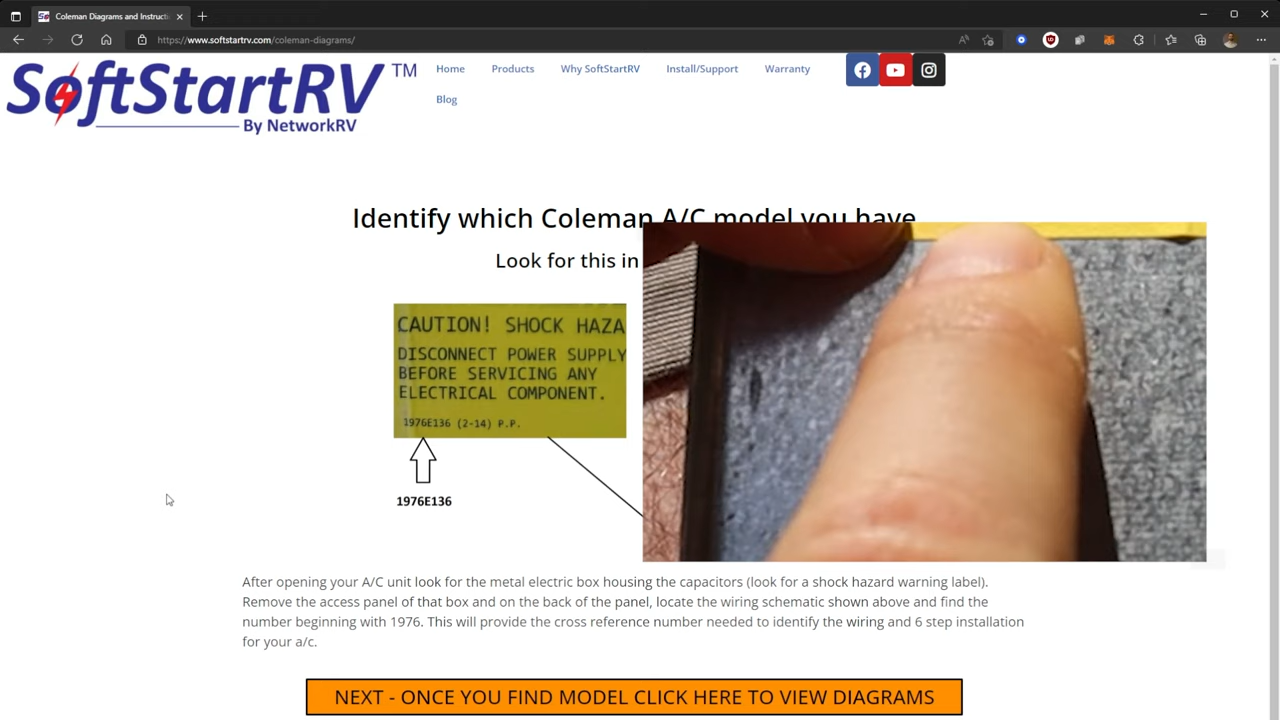 Coleman Diagrams and Instructi
https://www.softstartrv.com/coleman-diagrams/
SoftStartRV™
By NetworkRV
Home Products Why SoftStartRV Install/Support Warranty
Blog
Identify which Coleman A/C model you have
Look for this in
CAUTION! SHOCK HAZA
DISCONNECT POWER SUPPLY
BEFORE SERVICING ANY
ELECTRICAL COMPONENT.
1976E136 (2-14) P.P.
1976E136
After opening your A/C unit look for the metal electric box housing the capacitors (look for a shock hazard warning label).
Remove the access panel of that box and on the back of the panel, locate the wiring schematic shown above and find the
number beginning with 1976. This will provide the cross reference number needed to identify the wiring and 6 step installation
for your a/c.
NEXT - ONCE YOU FIND MODEL CLICK HERE TO VIEW DIAGRAMS